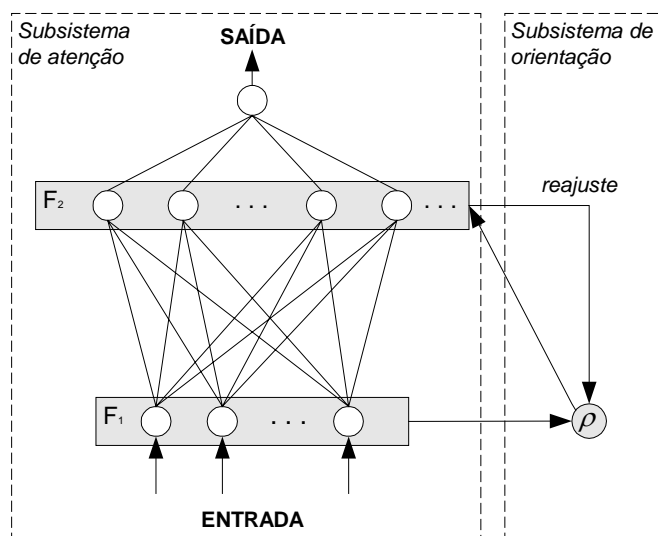 Subsistema
de atenção
SAÍDA
Subsistema de
orientação
F₂
. . .
. . .
reajuste
F₁
. . .
ρ
ENTRADA